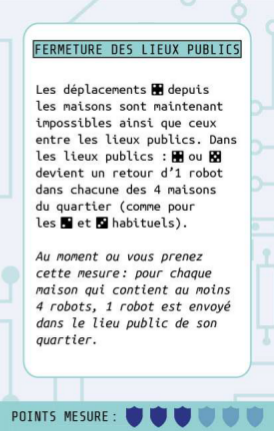 FERMETURE DES LIEUX PUBLICS
Les déplacements ⚅ depuis
les maisons sont maintenant
impossibles ainsi que ceux
entre les lieux publics. Dans
les lieux publics : ⚅ ou ⚄
devient un retour d'1 robot
dans chacune des 4 maisons
du quartier (comme pour
les ⚁ et ⚂ habituels).
Au moment ou vous prenez
cette mesure: pour chaque
maison qui contient au moins
4 robots, 1 robot est envoyé
dans le lieu public de son
quartier.
POINTS MESURE: